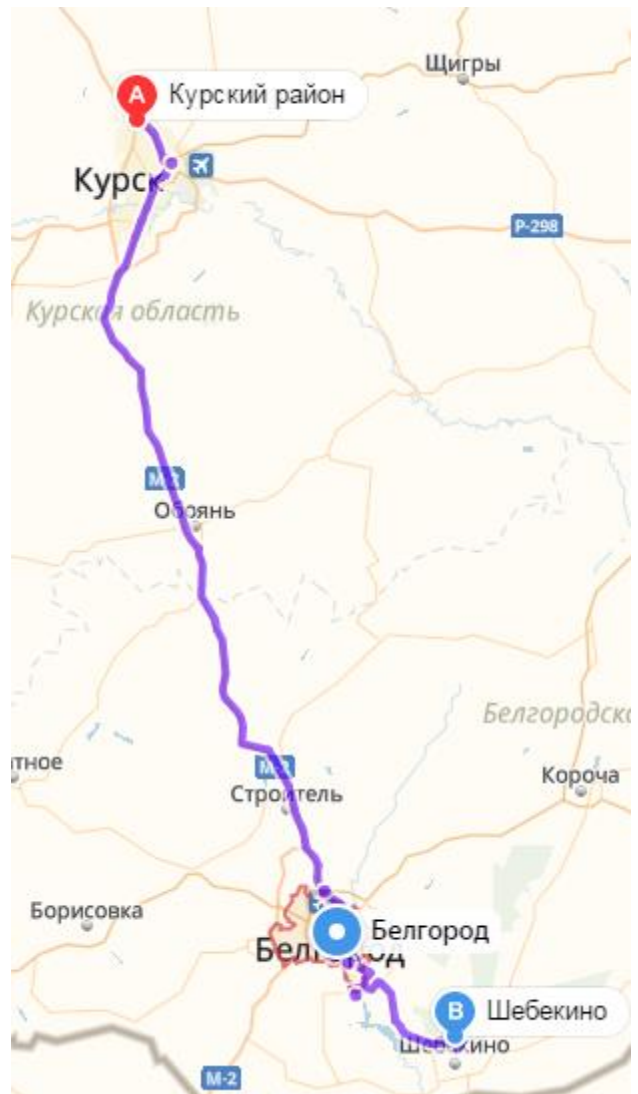 Щигры
A
Курский район
Курск
P-298
Курская область
М-2
Обоянь
Белгородско
тное
М-2
Короча
Строитель
Борисовка
Белгород
Белгород
B
Шебекино
Шебекино
М-2